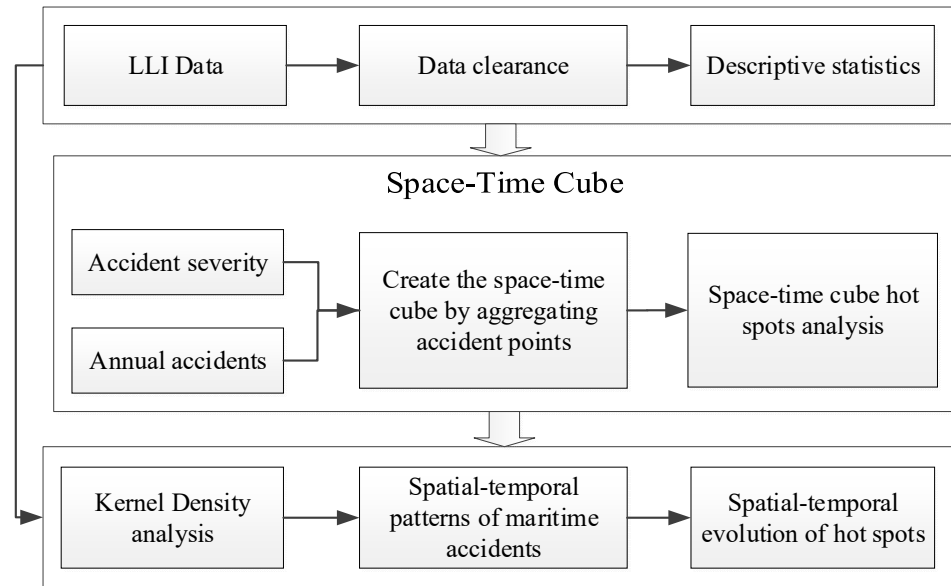 LLI Data
Data clearance
Descriptive statistics
Space-Time Cube
Accident severity
Annual accidents
Create the space-time
cube by aggregating
accident points
Space-time cube hot
spots analysis
Kernel Density
analysis
Spatial-temporal
patterns of maritime
accidents
Spatial-temporal
evolution of hot spots